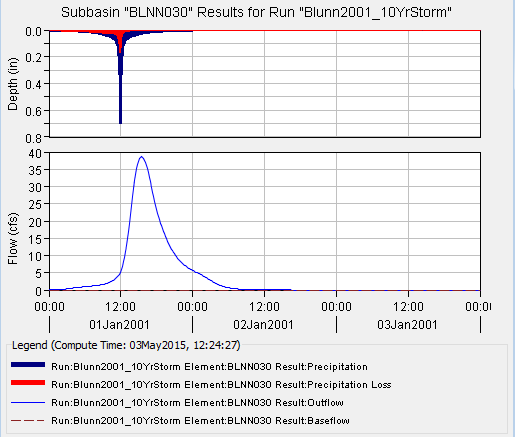 Subbasin "BLNN030" Results for Run "Blunn2001_10YrStorm"
Depth (in)
0.0
0.2
0.4
0.6
0.8
Flow (cfs)
40
35
30
25
20
15
10
5
0
00:00 12:00 00:00 12:00 00:00 12:00 00:0
01Jan2001 02Jan2001 03Jan2001
Legend (Compute Time: 03May2015, 12:24:27)
Run:Blunn2001_10YrStorm Element:BLNN030 Result:Precipitation
Run:Blunn2001_10YrStorm Element:BLNN030 Result:Precipitation Loss
Run:Blunn2001_10YrStorm Element:BLNN030 Result:Outflow
Run:Blunn2001_10YrStorm Element:BLNN030 Result:Baseflow